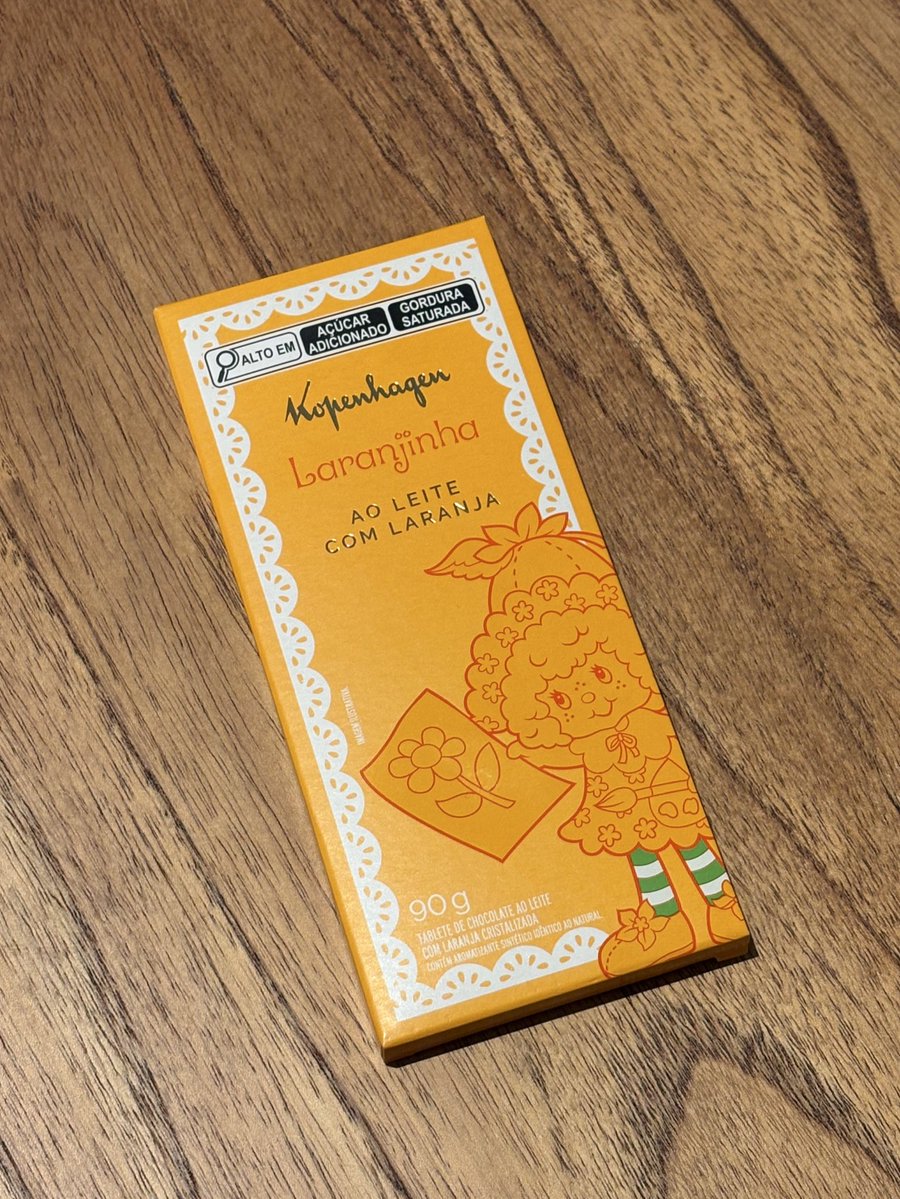 ALTO EM
AÇÚCAR
ADICIONADO
GORDURA
SATURADA
Kopenhagen
Laranjinha
AO LEITE
COM LARANJA
IMAGEM ILUSTRATIVA
90 g
TABLETE DE CHOCOLATE AO LEITE
COM LARANJA CRISTALIZADA
CONTÉM AROMATIZANTE SINTÉTICO IDÊNTICO AO NATURAL